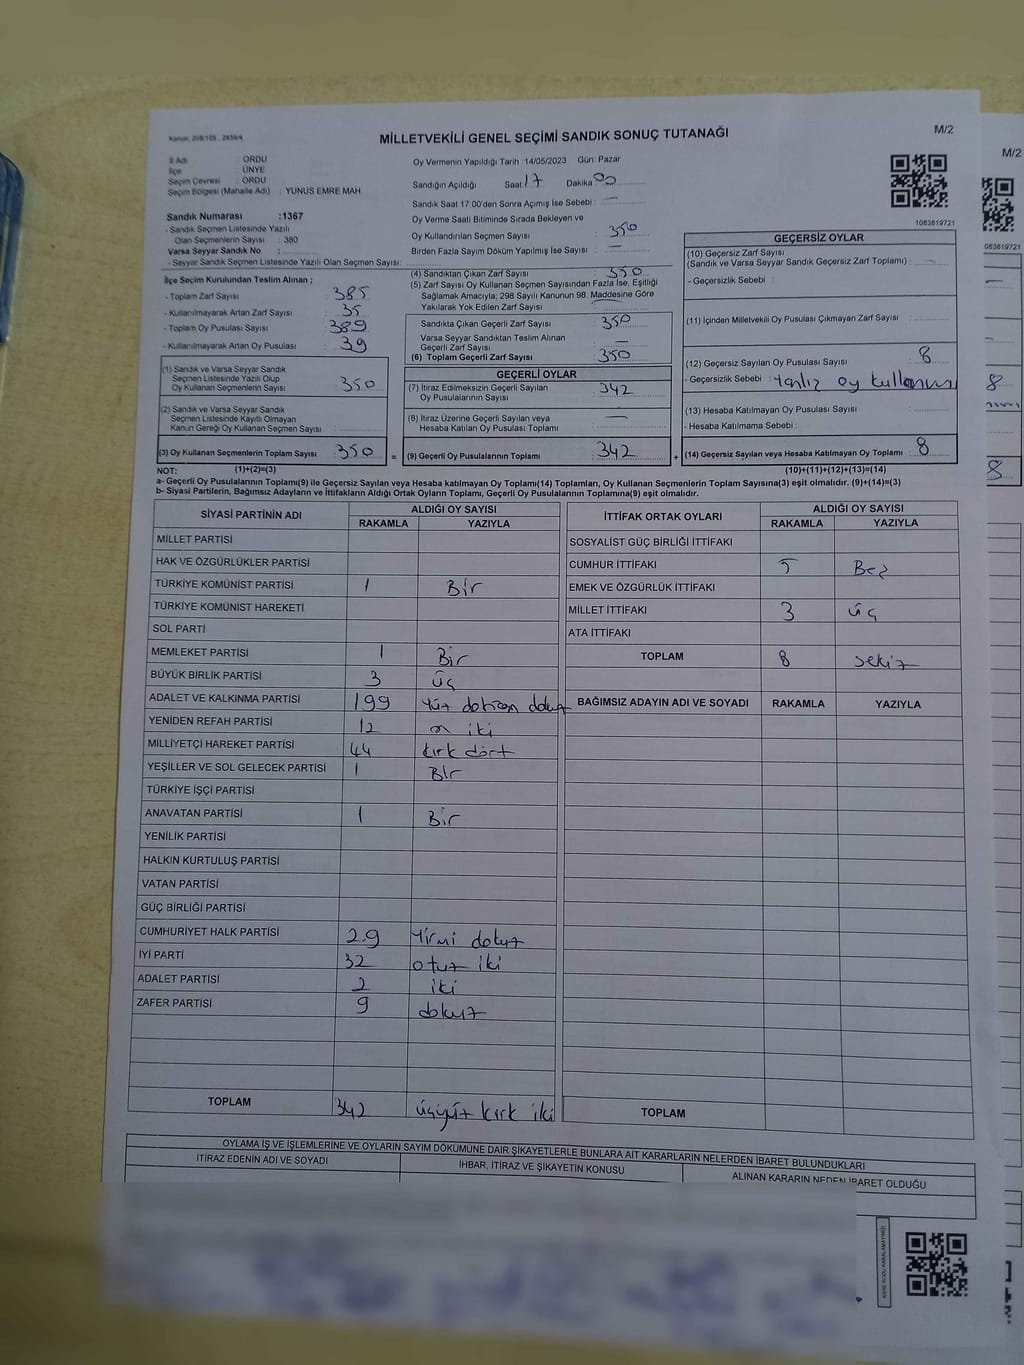 Kanun, 298/105 , 2839/4
MİLLETVEKİLİ GENEL SEÇİMİ SANDIK SONUÇ TUTANAĞI
M/2
M/2
İl Adı : ORDU
İlçe : ÜNYE
Seçim Çevresi : ORDU
Seçim Bölgesi (Mahalle Adı) : YUNUS EMRE MAH
Oy Vermenin Yapıldığı Tarih : 14/05/2023 Gün : Pazar
Sandığın Açıldığı Saat: 17 Dakika 00
Sandık Saat 17:00'den Sonra Açımış İse Sebebi : —
Oy Verme Saati Bitiminde Sırada Bekleyen ve
Oy Kullandırılan Seçmen Sayısı : 350
Birden Fazla Sayım Döküm Yapılmış İse Sayısı : —
1083619721
Sandık Numarası :1367
- Sandık Seçmen Listesinde Yazılı
Olan Seçmenlerin Sayısı : 380
Varsa Seyyar Sandık No :
- Seyyar Sandık Seçmen Listesinde Yazılı Olan Seçmen Sayısı:
İlçe Seçim Kurulundan Teslim Alınan ;
- Toplam Zarf Sayısı : 385
- Kullanılmayarak Artan Zarf Sayısı : 35
- Toplam Oy Pusulası Sayısı : 389
- Kullanılmayarak Artan Oy Pusulası : 39
(1) Sandık ve Varsa Seyyar Sandık
Seçmen Listesinde Yazılı Olup
Oy Kullanan Seçmenlerin Sayısı : 350
(2) Sandık ve Varsa Seyyar Sandık
Seçmen Listesinde Kayıtlı Olmayan
Kanun Gereği Oy Kullanan Seçmen Sayısı :
(3) Oy Kullanan Seçmenlerin Toplam Sayısı : 350
(1)+(2)=(3)
(4) Sandıktan Çıkan Zarf Sayısı : 350
(5) Zarf Sayısı Oy Kullanan Seçmen Sayısından Fazla İse, Eşitliği
Sağlamak Amacıyla, 298 Sayılı Kanunun 98. Maddesine Göre
Yakılarak Yok Edilen Zarf Sayısı : —
Sandıkta Çıkan Geçerli Zarf Sayısı : 350
Varsa Seyyar Sandıktan Teslim Alınan
Geçerli Zarf Sayısı : —
(6) Toplam Geçerli Zarf Sayısı : 350
GEÇERLİ OYLAR
(7) İtiraz Edilmeksizin Geçerli Sayılan
Oy Pusulalarının Sayısı : 342
(8) İtiraz Üzerine Geçerli Sayılan veya
Hesaba Katılan Oy Pusulası Toplamı : —
= (9) Geçerli Oy Pusulalarının Toplamı : 342
GEÇERSİZ OYLAR
(10) Geçersiz Zarf Sayısı
(Sandık ve Varsa Seyyar Sandık Geçersiz Zarf Toplamı) : —
- Geçersizlik Sebebi :
(11) İçinden Milletvekili Oy Pusulası Çıkmayan Zarf Sayısı :
(12) Geçersiz Sayılan Oy Pusulası Sayısı : 8
- Geçersizlik Sebebi : oy
(13) Hesaba Katılmayan Oy Pusulası Sayısı :
- Hesaba Katılmama Sebebi :
+ (14) Geçersiz Sayılan veya Hesaba Katılmayan Oy Toplamı : 8
(10)+(11)+(12)+(13)=(14)
NOT:
a- Geçerli Oy Pusulalarının Toplamı(9) ile Geçersiz Sayılan veya Hesaba Katılmayan Oy Toplamı(14) Toplamları, Oy Kullanan Seçmenlerin Toplam Sayısına(3) eşit olmalıdır. (9)+(14)=(3)
b- Siyasi Partilerin, Bağımsız Adayların ve İttifakların Aldığı Ortak Oyların Toplamı, Geçerli Oy Pusulalarının Toplamına(9) eşit olmalıdır.
SİYASİ PARTİNİN ADI ALDIĞI OY SAYISI
RAKAMLA YAZIYLA
MİLLET PARTİSİ
HAK VE ÖZGÜRLÜKLER PARTİSİ
TÜRKİYE KOMÜNİST PARTİSİ 1 Bir
TÜRKİYE KOMÜNİST HAREKETİ
SOL PARTİ
MEMLEKET PARTİSİ 1 Bir
BÜYÜK BİRLİK PARTİSİ 3 üç
ADALET VE KALKINMA PARTİSİ 199 yüz doksan dokuz
YENİDEN REFAH PARTİSİ 12 on iki
MİLLİYETÇİ HAREKET PARTİSİ 44 kırk dört
YEŞİLLER VE SOL GELECEK PARTİSİ 1 Bir
TÜRKİYE İŞÇİ PARTİSİ
ANAVATAN PARTİSİ 1 Bir
YENİLİK PARTİSİ
HALKIN KURTULUŞ PARTİSİ
VATAN PARTİSİ
GÜÇ BİRLİĞİ PARTİSİ
CUMHURİYET HALK PARTİSİ 29 yirmi dokuz
İYİ PARTİ 32 otuz iki
ADALET PARTİSİ 2 iki
ZAFER PARTİSİ 9 dokuz
TOPLAM 342 üçyüz kırk iki
İTTİFAK ORTAK OYLARI ALDIĞI OY SAYISI
RAKAMLA YAZIYLA
SOSYALİST GÜÇ BİRLİĞİ İTTİFAKI
CUMHUR İTTİFAKI 5 Beş
EMEK VE ÖZGÜRLÜK İTTİFAKI
MİLLET İTTİFAKI 3 üç
ATA İTTİFAKI
TOPLAM 8 sekiz
BAĞIMSIZ ADAYIN ADI VE SOYADI RAKAMLA YAZIYLA
TOPLAM
OYLAMA İŞ VE İŞLEMLERİNE VE OYLARIN SAYIM DÖKÜMÜNE DAİR ŞİKAYETLERLE BUNLARA AİT KARARLARIN NELERDEN İBARET BULUNDUKLARI
İTİRAZ EDENİN ADI VE SOYADI İHBAR, İTİRAZ VE ŞİKAYETİN KONUSU ALINAN KARARIN NEDEN İBARET OLDUĞU
KARE KODU KARALAMAYINIZ!
8
8